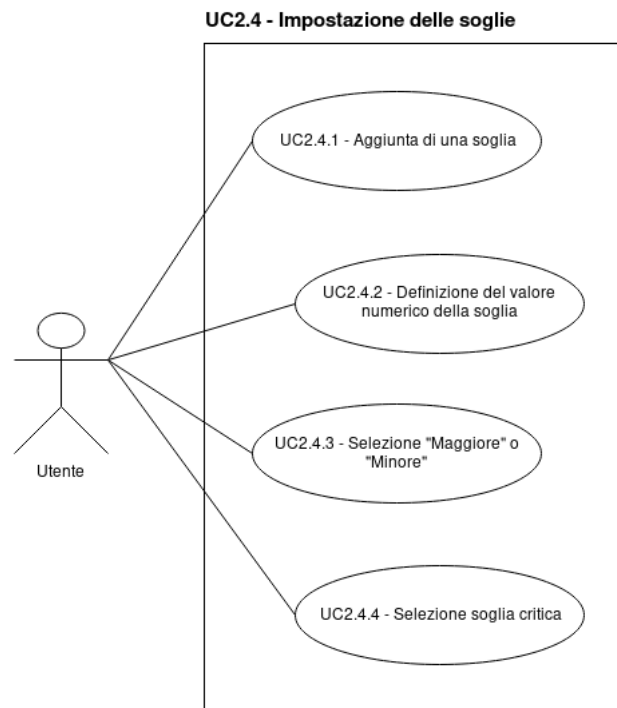 UC2.4 - Impostazione delle soglie
UC2.4.1 - Aggiunta di una soglia
UC2.4.2 - Definizione del valore
numerico della soglia
UC2.4.3 - Selezione "Maggiore" o
"Minore"
Utente
UC2.4.4 - Selezione soglia critica